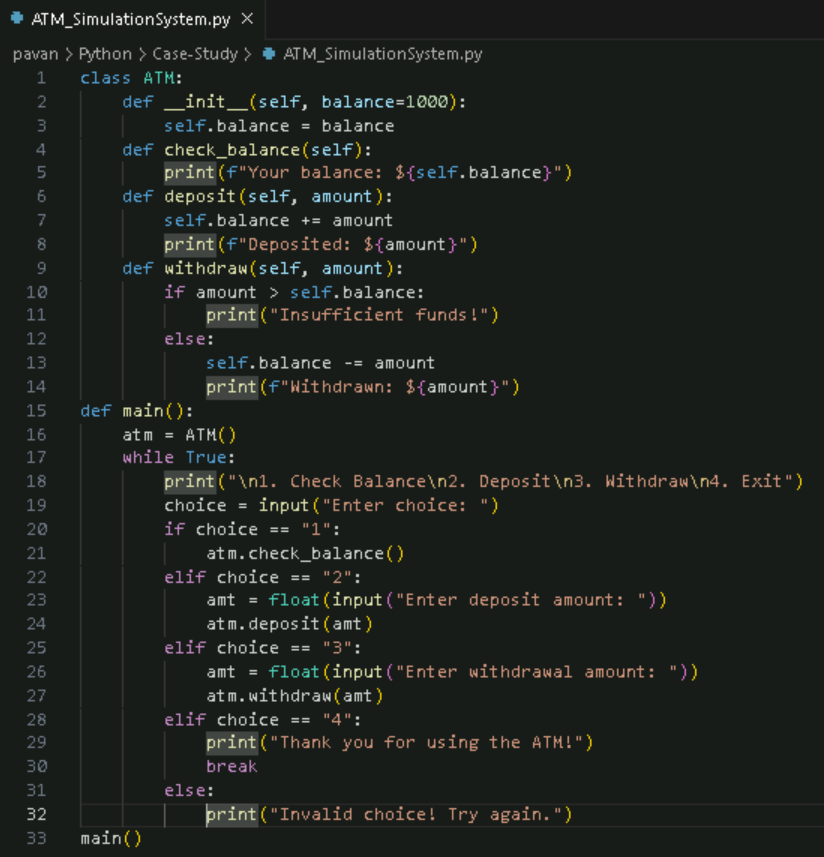 ATM_SimulationSystem.py ×
pavan > Python > Case-Study > ATM_SimulationSystem.py
1 class ATM:
2     def __init__(self, balance=1000):
3         self.balance = balance
4     def check_balance(self):
5         print(f"Your balance: ${self.balance}")
6     def deposit(self, amount):
7         self.balance += amount
8         print(f"Deposited: ${amount}")
9     def withdraw(self, amount):
10         if amount > self.balance:
11             print("Insufficient funds!")
12         else:
13             self.balance -= amount
14             print(f"Withdrawn: ${amount}")
15 def main():
16     atm = ATM()
17     while True:
18         print("\n1. Check Balance\n2. Deposit\n3. Withdraw\n4. Exit")
19         choice = input("Enter choice: ")
20         if choice == "1":
21             atm.check_balance()
22         elif choice == "2":
23             amt = float(input("Enter deposit amount: "))
24             atm.deposit(amt)
25         elif choice == "3":
26             amt = float(input("Enter withdrawal amount: "))
27             atm.withdraw(amt)
28         elif choice == "4":
29             print("Thank you for using the ATM!")
30             break
31         else:
32             print("Invalid choice! Try again.")
33 main()